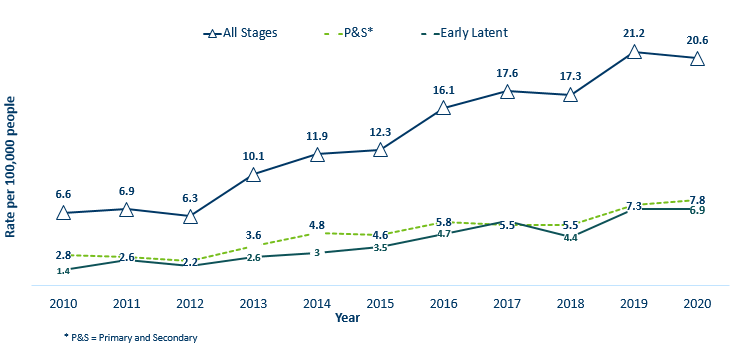 All Stages P&S* Early Latent
21.2
20.6
17.6
17.3
16.1
12.3
11.9
10.1
6.6 6.9 6.3
7.8
7.3
6.9
5.8
5.5 5.5
4.8 4.6 4.7
4.4
3.6 3.5
2.8 2.6 2.2 2.6 3
1.4
Rate per 100,000 people
2010 2011 2012 2013 2014 2015 2016 2017 2018 2019 2020
Year
* P&S = Primary and Secondary